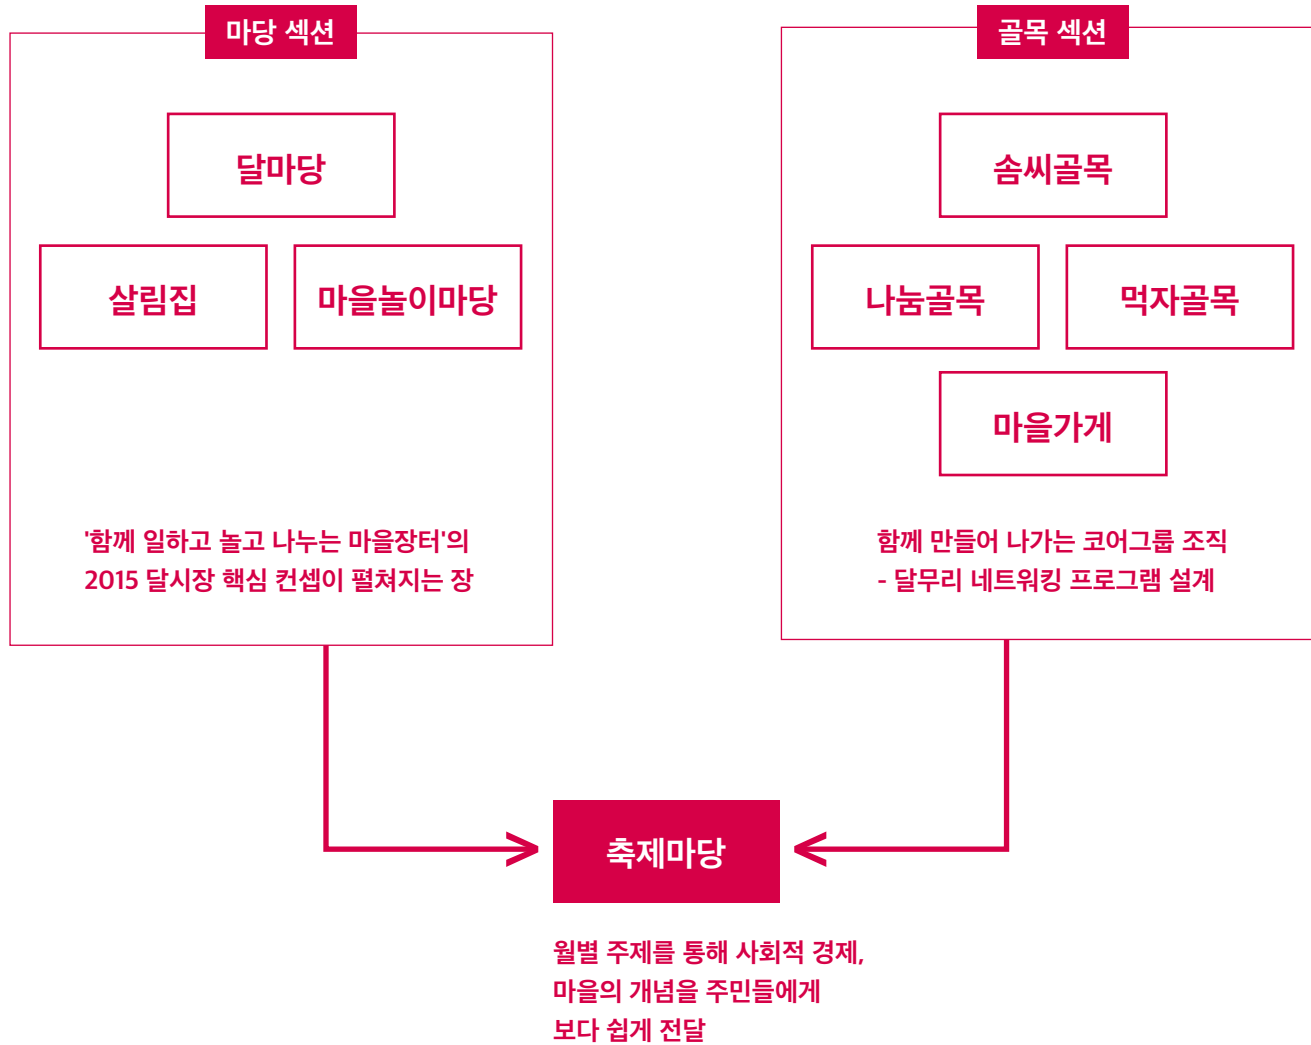 마당 섹션
달마당
살림집
마을놀이마당
'함께 일하고 놀고 나누는 마을장터'의
2015 달시장 핵심 컨셉이 펼쳐지는 장
골목 섹션
솜씨골목
나눔골목
먹자골목
마을가게
함께 만들어 나가는 코어그룹 조직
- 달무리 네트워킹 프로그램 설계
축제마당
월별 주제를 통해 사회적 경제,
마을의 개념을 주민들에게
보다 쉽게 전달